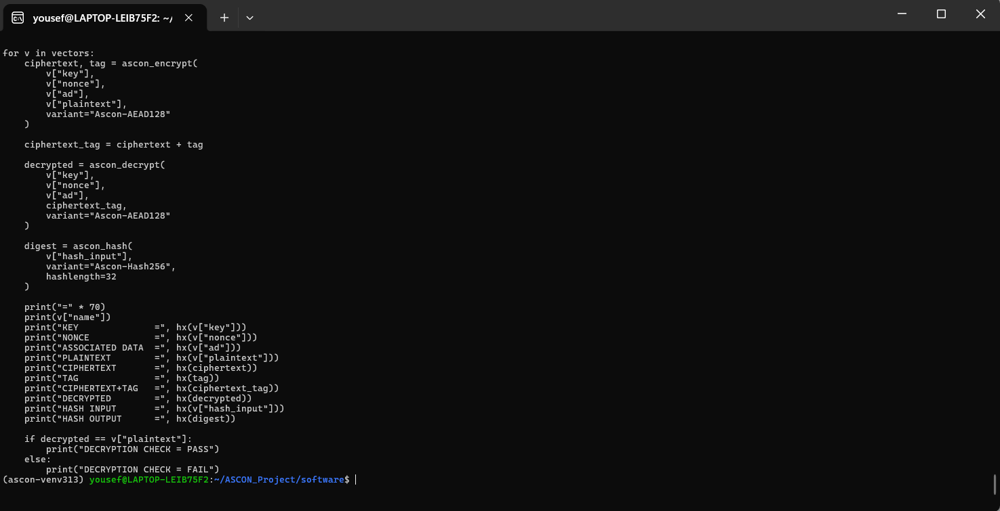 yousef@LAPTOP-LEIB75F2: ~/
for v in vectors:
    ciphertext, tag = ascon_encrypt(
        v["key"],
        v["nonce"],
        v["ad"],
        v["plaintext"],
        variant="Ascon-AEAD128"
    )

    ciphertext_tag = ciphertext + tag

    decrypted = ascon_decrypt(
        v["key"],
        v["nonce"],
        v["ad"],
        ciphertext_tag,
        variant="Ascon-AEAD128"
    )

    digest = ascon_hash(
        v["hash_input"],
        variant="Ascon-Hash256",
        hashlength=32
    )

    print("=" * 70)
    print(v["name"])
    print("KEY              =", hx(v["key"]))
    print("NONCE            =", hx(v["nonce"]))
    print("ASSOCIATED DATA  =", hx(v["ad"]))
    print("PLAINTEXT        =", hx(v["plaintext"]))
    print("CIPHERTEXT       =", hx(ciphertext))
    print("TAG              =", hx(tag))
    print("CIPHERTEXT+TAG   =", hx(ciphertext_tag))
    print("DECRYPTED        =", hx(decrypted))
    print("HASH INPUT       =", hx(v["hash_input"]))
    print("HASH OUTPUT      =", hx(digest))

    if decrypted == v["plaintext"]:
        print("DECRYPTION CHECK = PASS")
    else:
        print("DECRYPTION CHECK = FAIL")
(ascon-venv313) yousef@LAPTOP-LEIB75F2:~/ASCON_Project/software$